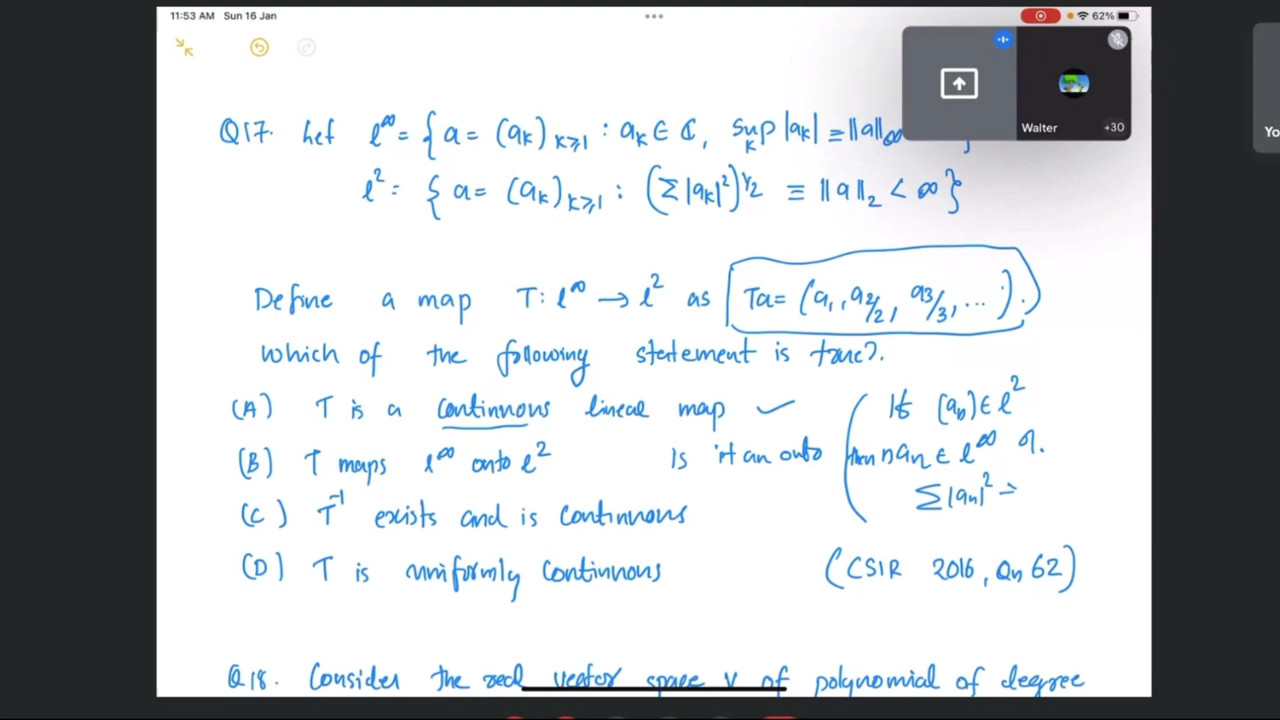 11:53 AM Sun 16 Jan
62%
Walter
+30
Yo
Q17. Let l^∞ = { a = (a_k)_{k≥1} : a_k ∈ ℂ, sup_k |a_k| ≡ ||a||_∞
l² = { a = (a_k)_{k≥1} : (Σ|a_k|²)^{1/2} ≡ ||a||_2 < ∞ }
Define a map T: l^∞ → l² as Ta = (a_1, a_2/2, a_3/3, ... ).
which of the following statement is true?
(A) T is a continuous linear map ✓
(B) T maps l^∞ onto l²
(C) T^{-1} exists and is continuous
(D) T is uniformly continuous
Is it an onto
If (a_n) ∈ l²
then n a_n ∈ l^∞ ?
Σ|a_n|² =
(CSIR 2016, Qn 62)
Q18. Consider the real vector space V of polynomial of degree